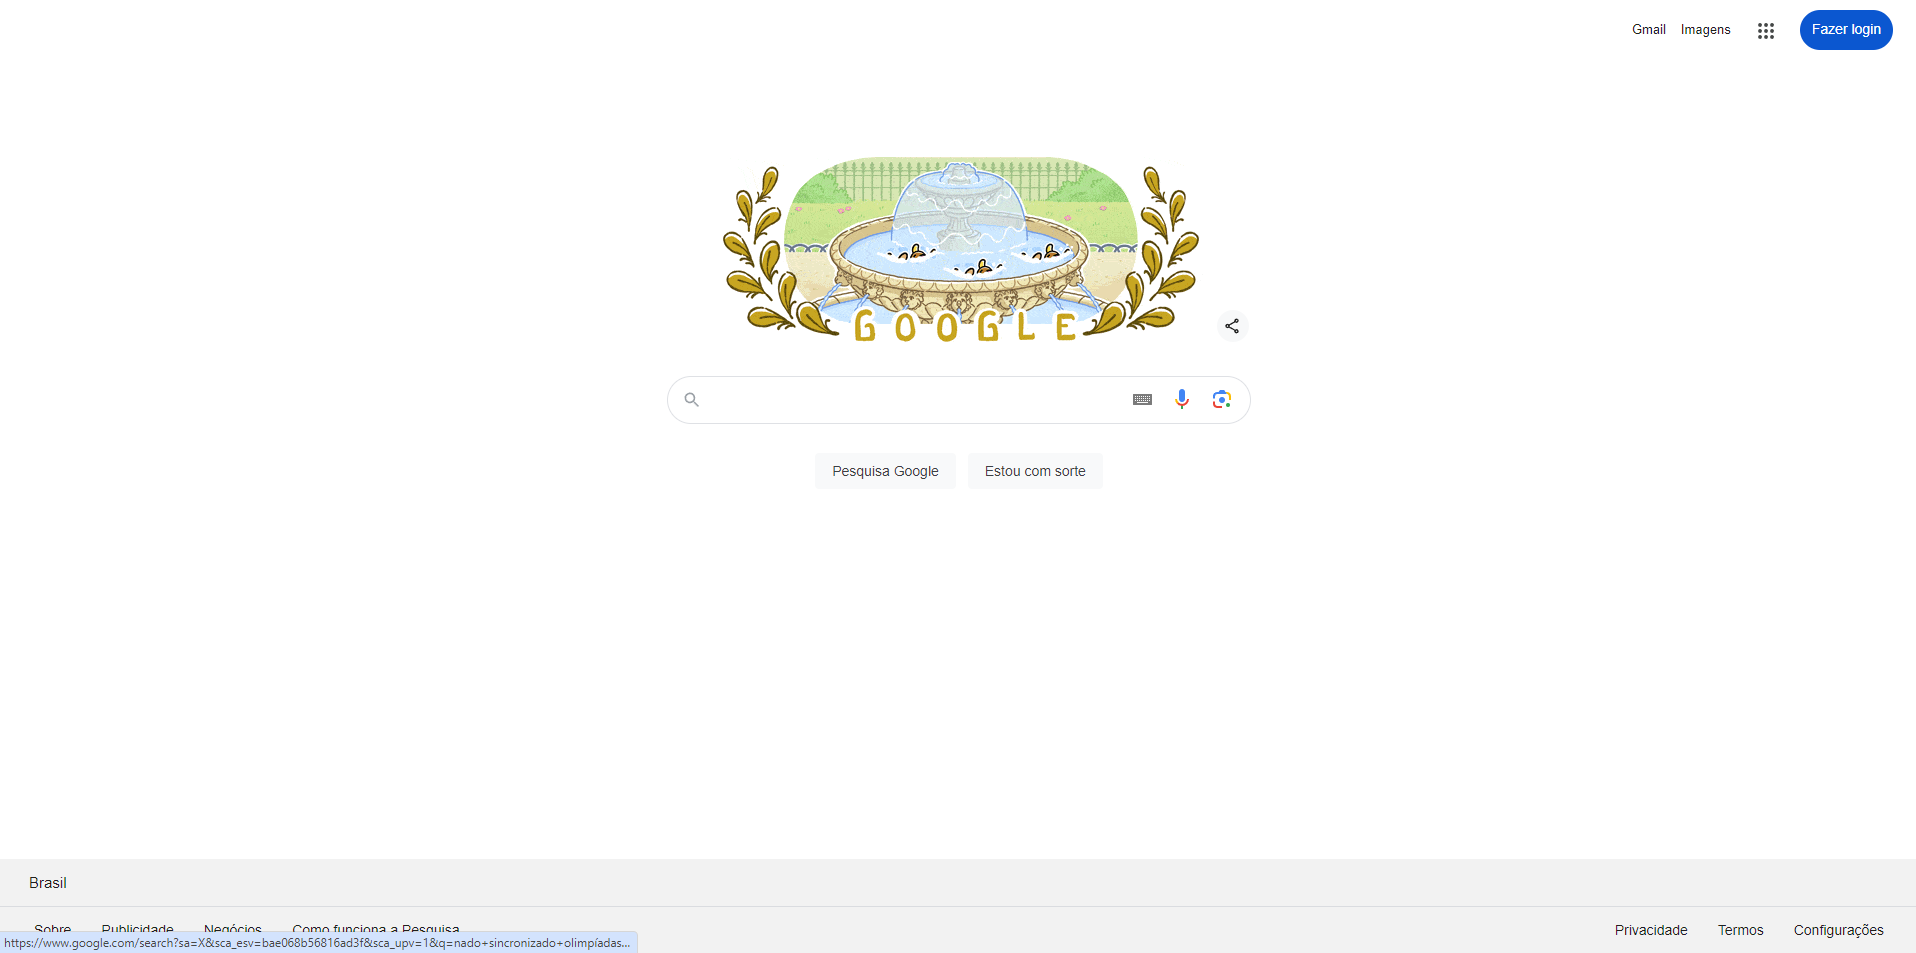 Gmail Imagens Fazer login
GOOGLE
Pesquisa Google Estou com sorte
Brasil
Sobre Publicidade Negócios Como funciona a Pesquisa Privacidade Termos Configurações
https://www.google.com/search?sa=X&sca_esv=bae068b56816ad3f&sca_upv=1&q=nado+sincronizado+olimpíadas...